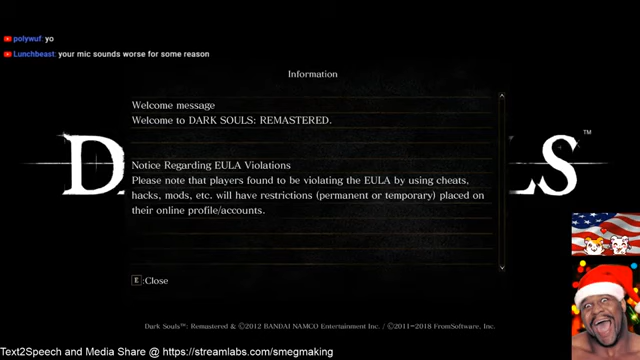 polywuf: yo
Lunchbeast: your mic sounds worse for some reason
Information
Welcome message
Welcome to DARK SOULS: REMASTERED.
Notice Regarding EULA Violations
Please note that players found to be violating the EULA by using cheats,
hacks, mods, etc. will have restrictions (permanent or temporary) placed on
their online profile/accounts.
E:Close
Dark Souls™: Remastered & ©2012 BANDAI NAMCO Entertainment Inc. / ©2011-2018 FromSoftware, Inc.
Text2Speech and Media Share @ https://streamlabs.com/smegmaking